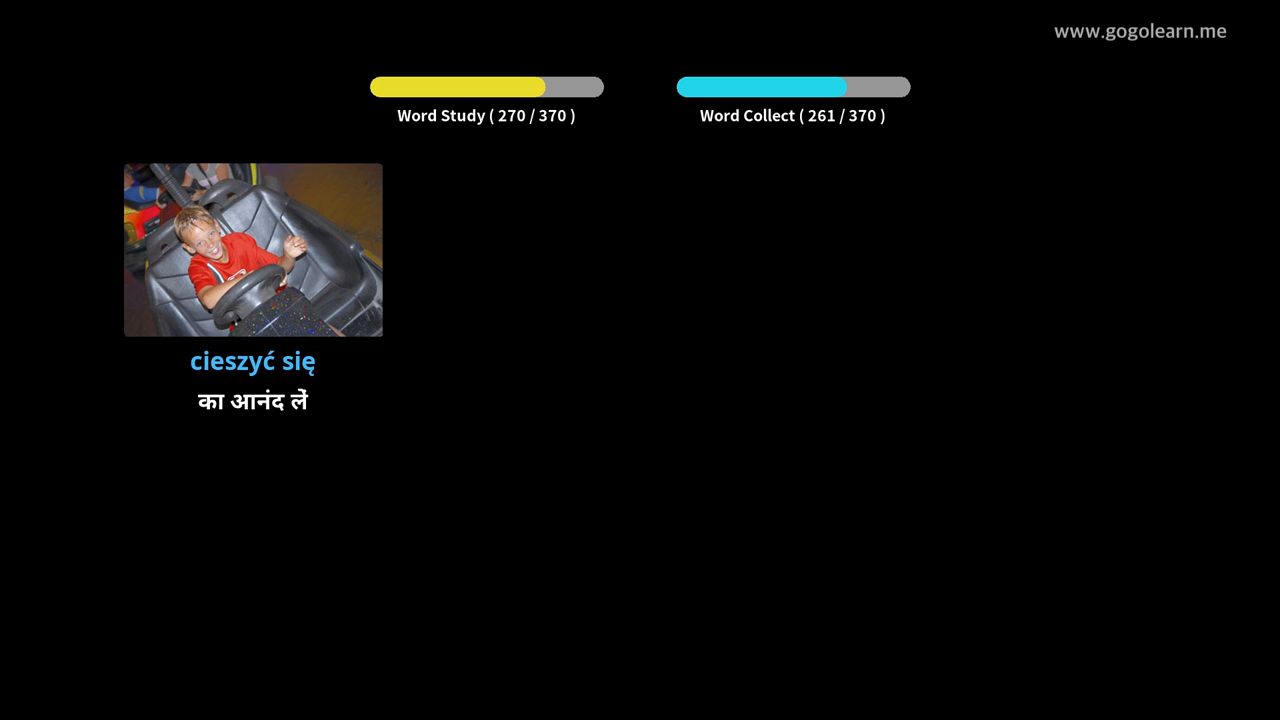 www.gogolearn.me
Word Study ( 270 / 370 )
Word Collect ( 261 / 370 )
cieszyć się
का आनंद लें